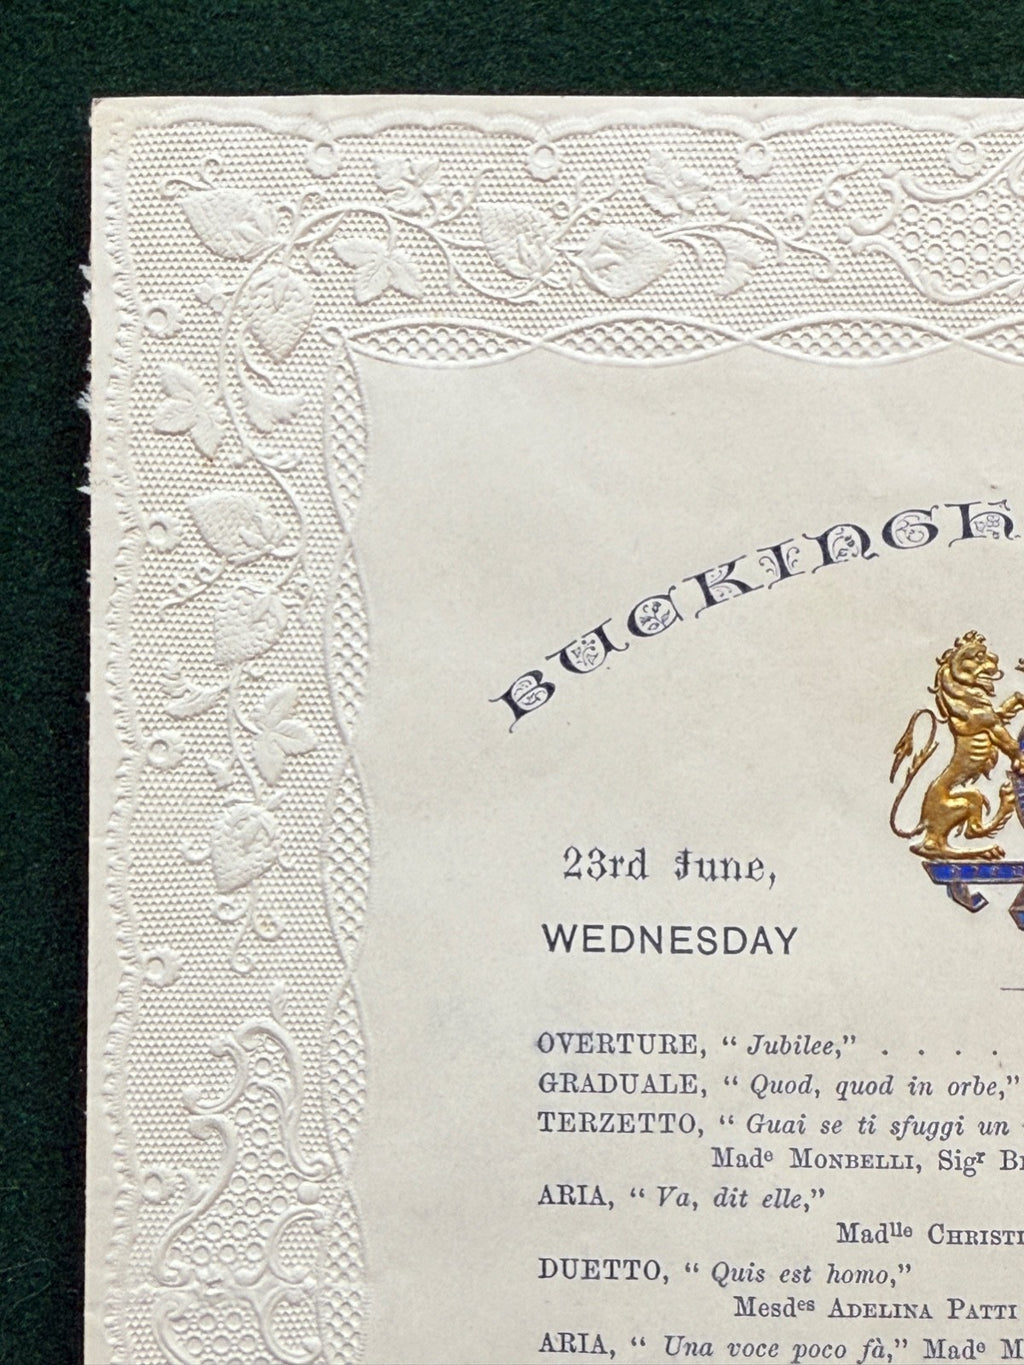 BUCKINGH
23rd June,
WEDNESDAY
OVERTURE, “ Jubilee,” . . . .
GRADUALE, “ Quod, quod in orbe,”
TERZETTO, “ Guai se ti sfuggi un
Madᵉ MONBELLI, Sigʳ
ARIA, “ Va, dit elle,”
Madˡˡᵉ CHRISTI
DUETTO, “ Quis est homo,”
Mesdᵉˢ ADELINA PATTI
ARIA, “ Una voce poco fà,” Madᵉ M